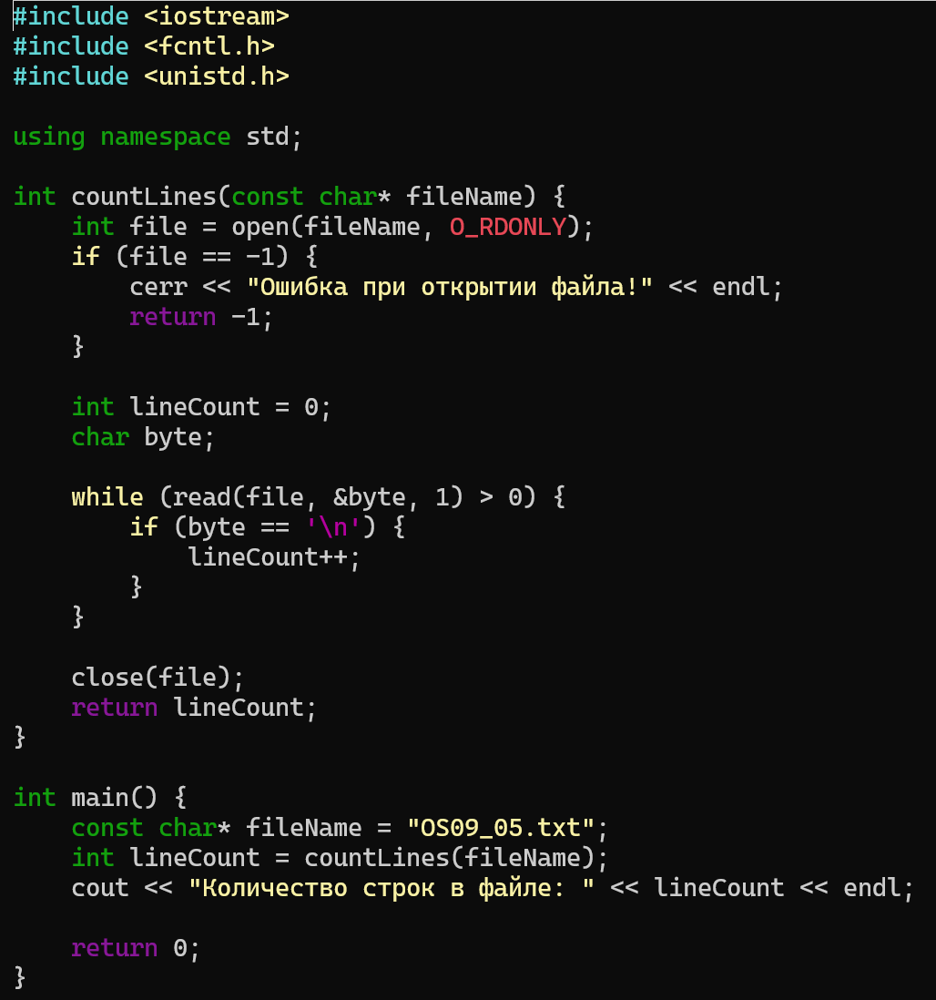 #include <iostream>
#include <fcntl.h>
#include <unistd.h>

using namespace std;

int countLines(const char* fileName) {
    int file = open(fileName, O_RDONLY);
    if (file == -1) {
        cerr << "Ошибка при открытии файла!" << endl;
        return -1;
    }

    int lineCount = 0;
    char byte;

    while (read(file, &byte, 1) > 0) {
        if (byte == '\n') {
            lineCount++;
        }
    }

    close(file);
    return lineCount;
}

int main() {
    const char* fileName = "OS09_05.txt";
    int lineCount = countLines(fileName);
    cout << "Количество строк в файле: " << lineCount << endl;

    return 0;
}